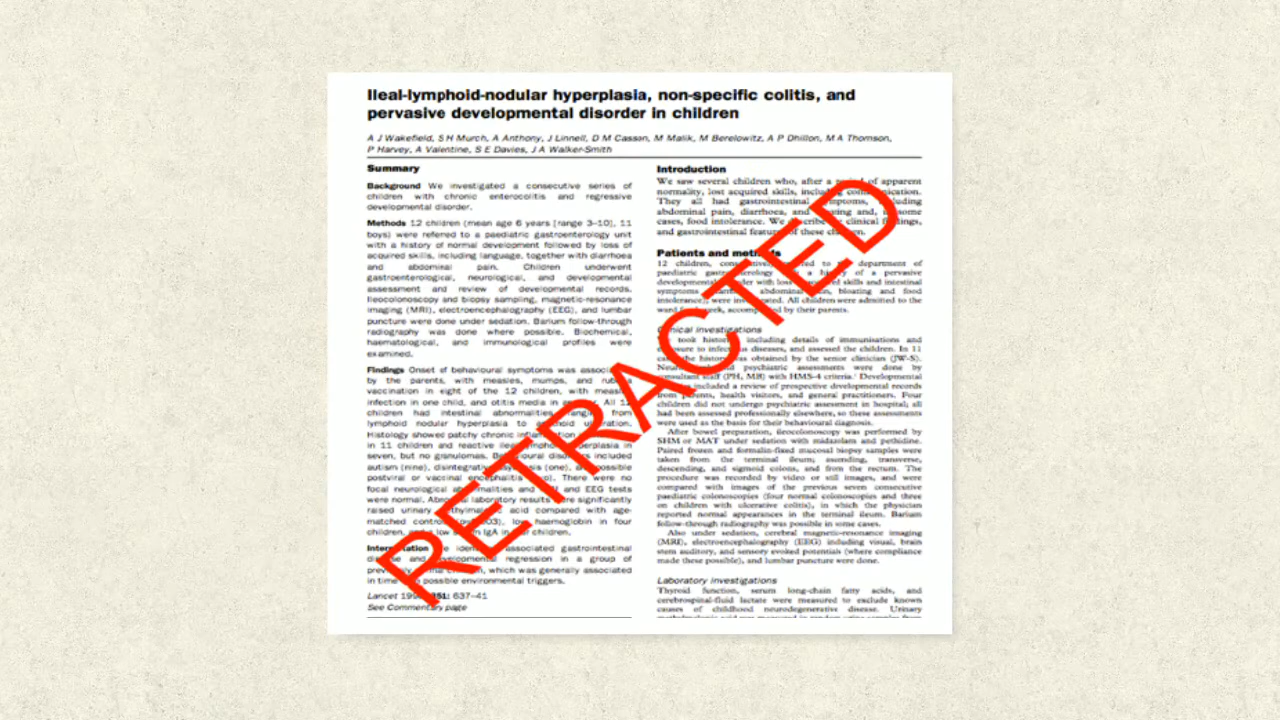 Ileal-lymphoid-nodular hyperplasia, non-specific colitis, and
pervasive developmental disorder in children
A J Wakefield, S H Murch, A Anthony, J Linnell, D M Casson, M Malik, M Berelowitz, A P Dhillon, M A Thomson,
P Harvey, A Valentine, S E Davies, J A Walker-Smith
Summary
Background We investigated a consecutive series of
children with chronic enterocolitis and regressive
developmental disorder.
Methods 12 children (mean age 6 years [range 3–10], 11
boys) were referred to a paediatric gastroenterology unit
with a history of normal development followed by loss of
acquired skills, including language, together with diarrhoea
and abdominal pain. Children underwent
gastroenterological, neurological, and developmental
assessment and review of developmental records.
Ileocolonoscopy and biopsy sampling, magnetic-resonance
imaging (MRI), electroencephalography (EEG), and lumbar
puncture were done under sedation. Barium follow-through
radiography was done where possible. Biochemical,
haematological, and immunological profiles were
examined.
Findings Onset of behavioural symptoms was associated
by the parents, with measles, mumps, and rubella
vaccination in eight of the 12 children, with measles
infection in one child, and otitis media in another. All 12
children had intestinal abnormalities, ranging from
lymphoid nodular hyperplasia to aphthoid ulceration.
Histology showed patchy chronic inflammation
in 11 children and reactive ileal lymphoid hyperplasia in
seven, but no granulomas. Behavioural disorders included
autism (nine), disintegrative psychosis (one), and possible
postviral or vaccinal encephalitis (two). There were no
focal neurological abnormalities and MRI and EEG tests
were normal. Abnormal laboratory results were significantly
raised urinary methylmalonic acid compared with age-
matched controls low haemoglobin in four
children, and a low serum IgA in four children.
Interpretation We identified associated gastrointestinal
disease and developmental regression in a group of
previously normal children, which was generally associated
in time with possible environmental triggers.
Lancet 1998; 351: 637–41
See Commentary page
Introduction
We saw several children who, after a period of apparent
normality, lost acquired skills, including communication.
They all had gastrointestinal symptoms, including
abdominal pain, diarrhoea, and bloating and, in some
cases, food intolerance. We describe the clinical findings,
and gastrointestinal features of these children.
Patients and methods
12 children, consecutively referred to the department of
paediatric gastroenterology with a history of a pervasive
developmental disorder with loss of acquired skills and intestinal
symptoms (diarrhoea, abdominal pain, bloating and food
intolerance), were investigated. All children were admitted to the
ward for 1 week, accompanied by their parents.
Clinical investigations
We took histories, including details of immunisations and
exposure to infectious diseases, and assessed the children. In 11
cases the history was obtained by the senior clinician (JW-S).
Neurological and psychiatric assessments were done by
consultant staff (PH, MB) with HMS-4 criteria. Developmental
histories included a review of prospective developmental records
from parents, health visitors, and general practitioners. Four
children did not undergo psychiatric assessment in hospital; all
had been assessed professionally elsewhere, so these assessments
were used as the basis for their behavioural diagnosis.
After bowel preparation, ileocolonoscopy was performed by
SHM or MAT under sedation with midazolam and pethidine.
Paired frozen and formalin-fixed mucosal biopsy samples were
taken from the terminal ileum; ascending, transverse,
descending, and sigmoid colons, and from the rectum. The
procedure was recorded by video or still images, and were
compared with images of the previous seven consecutive
paediatric colonoscopies (four normal colonoscopies and three
on children with ulcerative colitis), in which the physician
reported normal appearances in the terminal ileum. Barium
follow-through radiography was possible in some cases.
Also under sedation, cerebral magnetic-resonance imaging
(MRI), electroencephalography (EEG) including visual, brain
stem auditory, and sensory evoked potentials (where compliance
made these possible), and lumbar puncture were done.
Laboratory investigations
Thyroid function, serum long-chain fatty acids, and
cerebrospinal-fluid lactate were measured to exclude known
causes of childhood neurodegenerative disease. Urinary
RETRACTED